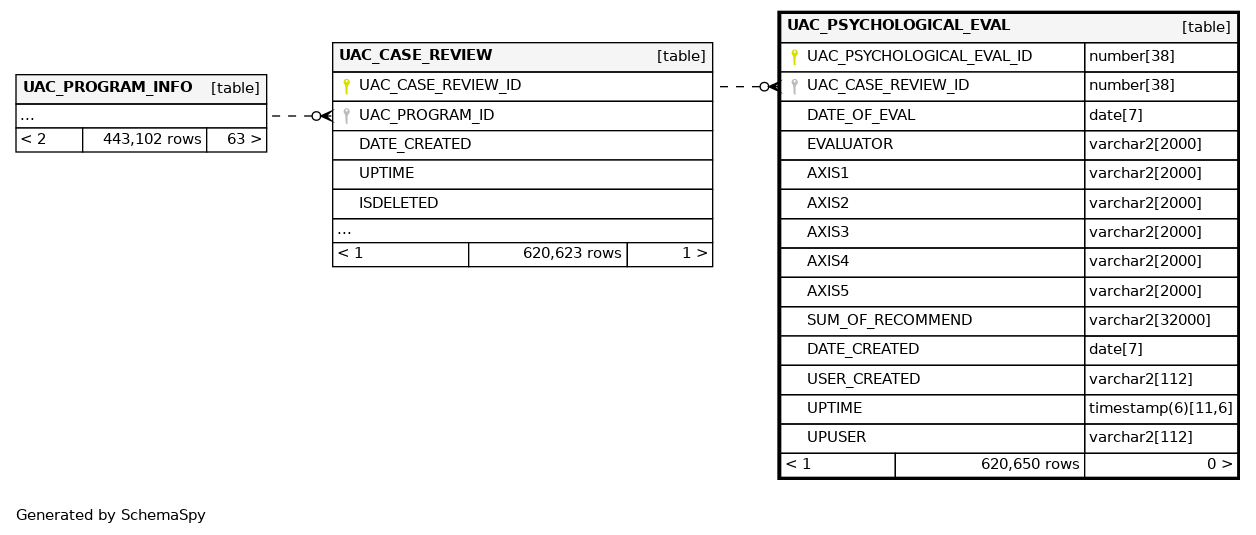 UAC_PROGRAM_INFO [table]
...
< 2 443,102 rows 63 >
UAC_CASE_REVIEW [table]
UAC_CASE_REVIEW_ID
UAC_PROGRAM_ID
DATE_CREATED
UPTIME
ISDELETED
...
< 1 620,623 rows 1 >
UAC_PSYCHOLOGICAL_EVAL [table]
UAC_PSYCHOLOGICAL_EVAL_ID number[38]
UAC_CASE_REVIEW_ID number[38]
DATE_OF_EVAL date[7]
EVALUATOR varchar2[2000]
AXIS1 varchar2[2000]
AXIS2 varchar2[2000]
AXIS3 varchar2[2000]
AXIS4 varchar2[2000]
AXIS5 varchar2[2000]
SUM_OF_RECOMMEND varchar2[32000]
DATE_CREATED date[7]
USER_CREATED varchar2[112]
UPTIME timestamp(6)[11,6]
UPUSER varchar2[112]
< 1 620,650 rows 0 >
Generated by SchemaSpy